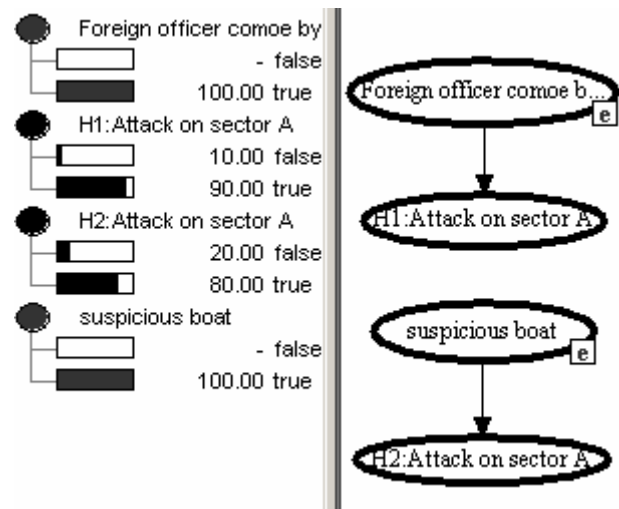 Foreign officer comoe by
- false
100.00 true
H1:Attack on sector A
10.00 false
90.00 true
H2:Attack on sector A
20.00 false
80.00 true
suspicious boat
- false
100.00 true
Foreign officer comoe b...
e
H1:Attack on sector A
suspicious boat
e
H2:Attack on sector A